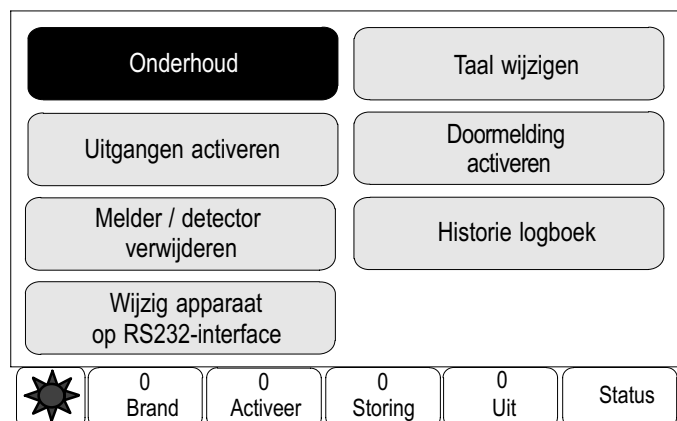 Onderhoud
Taal wijzigen
Uitgangen activeren
Doormelding
activeren
Melder / detector
verwijderen
Historie logboek
Wijzig apparaat
op RS232-interface
0
Brand
0
Activeer
0
Storing
0
Uit
Status